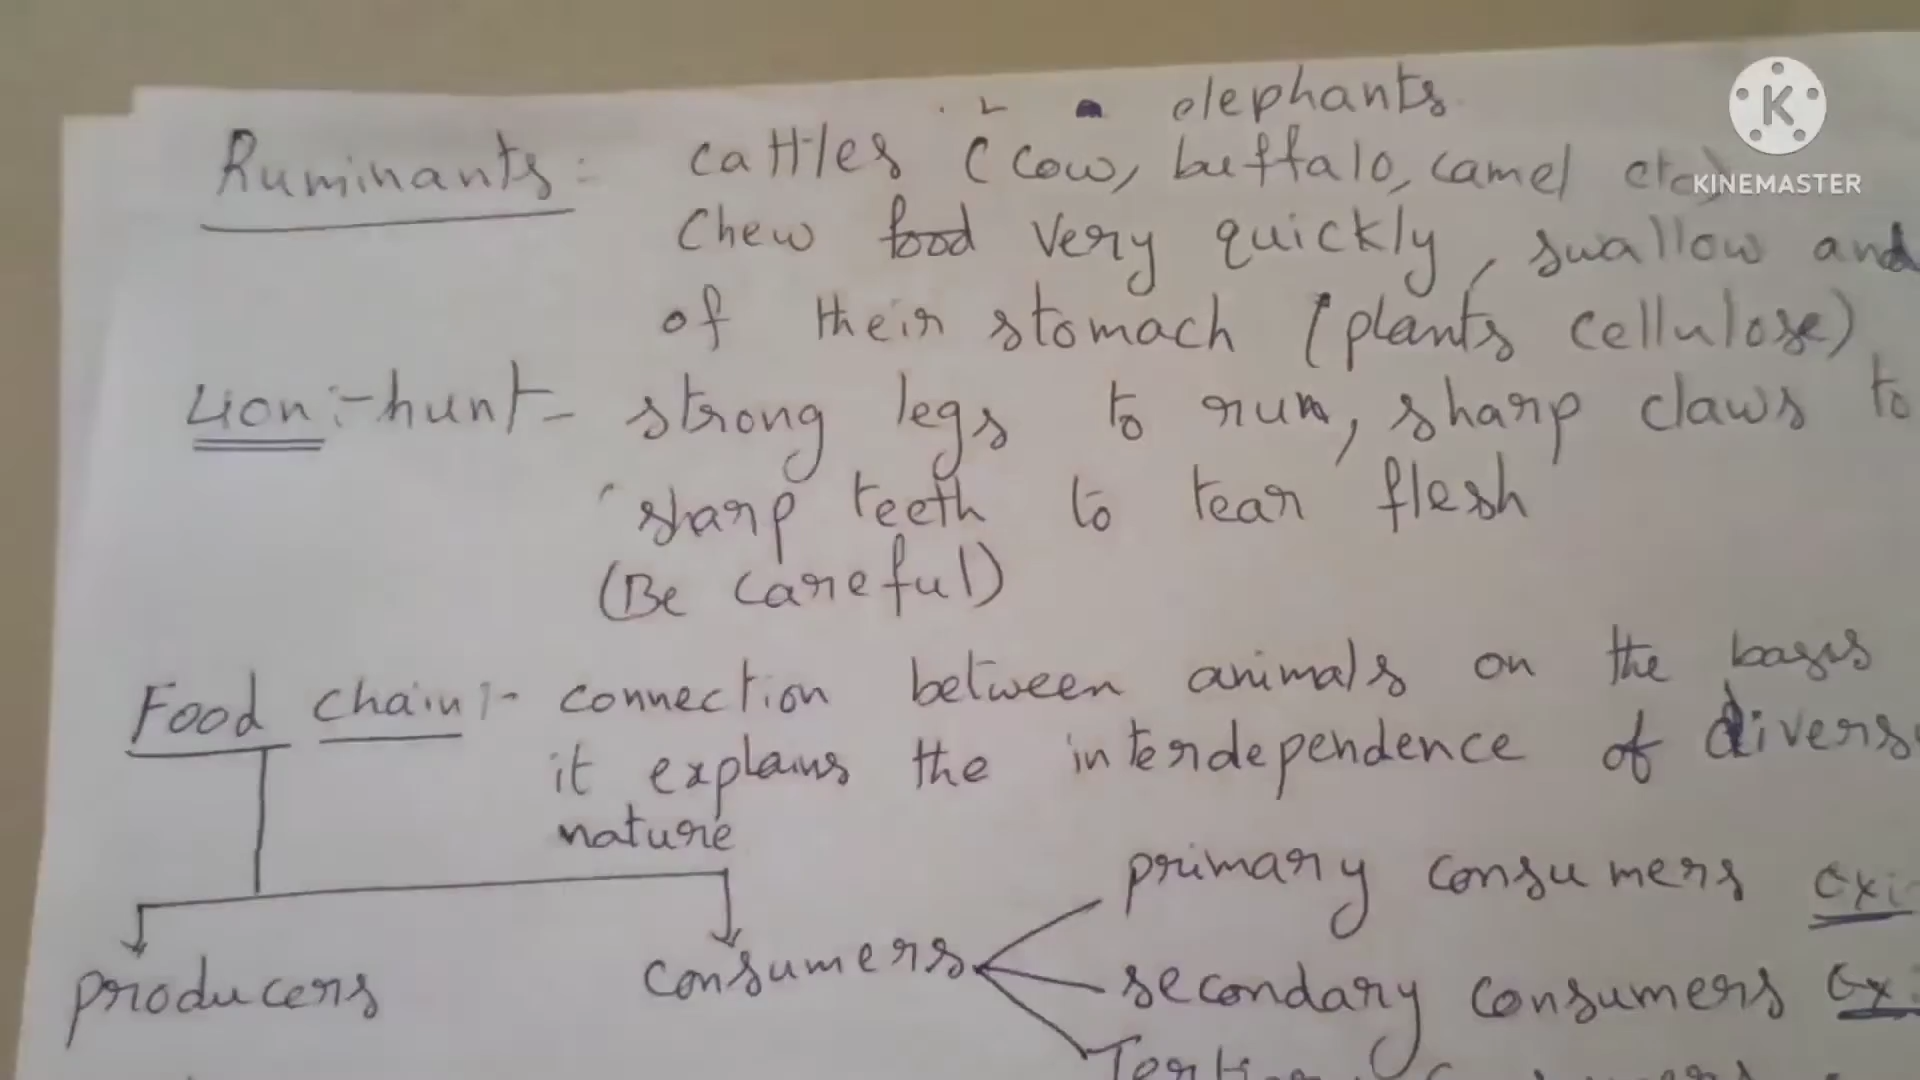 elephants
Ruminants: cattles (cow, buffalo, camel etc)
KINEMASTER
Chew food very quickly, swallow and
of their stomach (plants cellulose)
Lion :- hunt - strong legs to run, sharp claws to
sharp teeth to tear flesh
(Be careful)
Food chain :- connection between animals on the basis
it explains the interdependence of
nature
primary consumers
producers consumers
secondary consumers